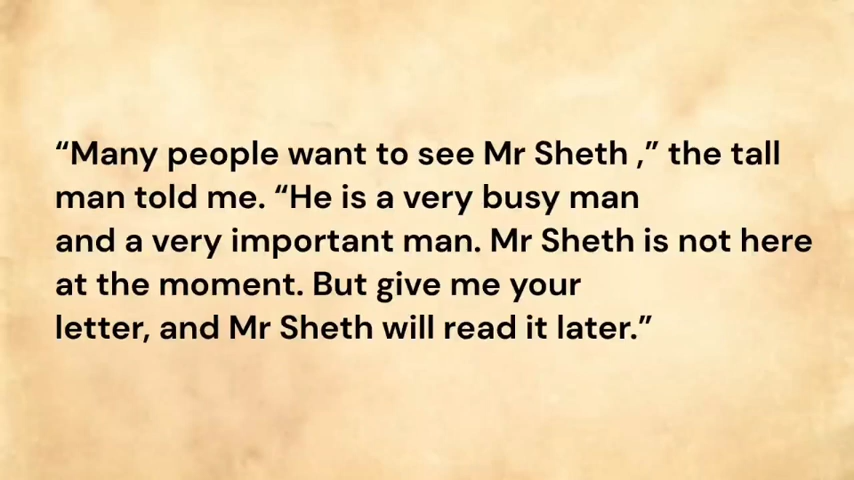 “Many people want to see Mr Sheth ,” the tall
man told me. “He is a very busy man
and a very important man. Mr Sheth is not here
at the moment. But give me your
letter, and Mr Sheth will read it later.”